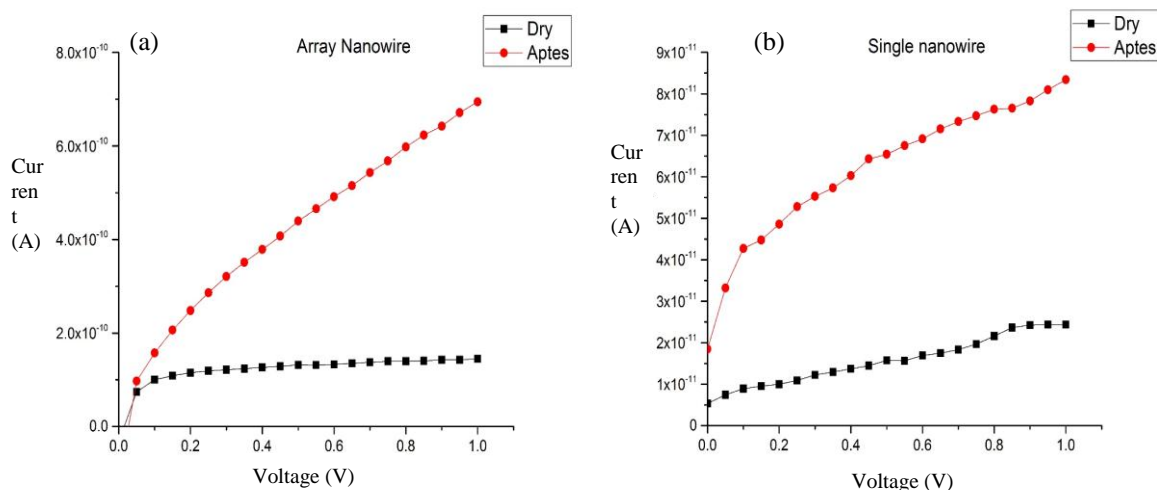 (a)
Array Nanowire
Dry
Aptes
8.0x10⁻¹⁰
6.0x10⁻¹⁰
4.0x10⁻¹⁰
2.0x10⁻¹⁰
0.0
Cur
ren
t
(A)
0.0 0.2 0.4 0.6 0.8 1.0
Voltage (V)
(b)
Single nanowire
Dry
Aptes
9x10⁻¹¹
8x10⁻¹¹
7x10⁻¹¹
6x10⁻¹¹
5x10⁻¹¹
4x10⁻¹¹
3x10⁻¹¹
2x10⁻¹¹
1x10⁻¹¹
0
Cur
ren
t
(A)
0.0 0.2 0.4 0.6 0.8 1.0
Voltage (V)